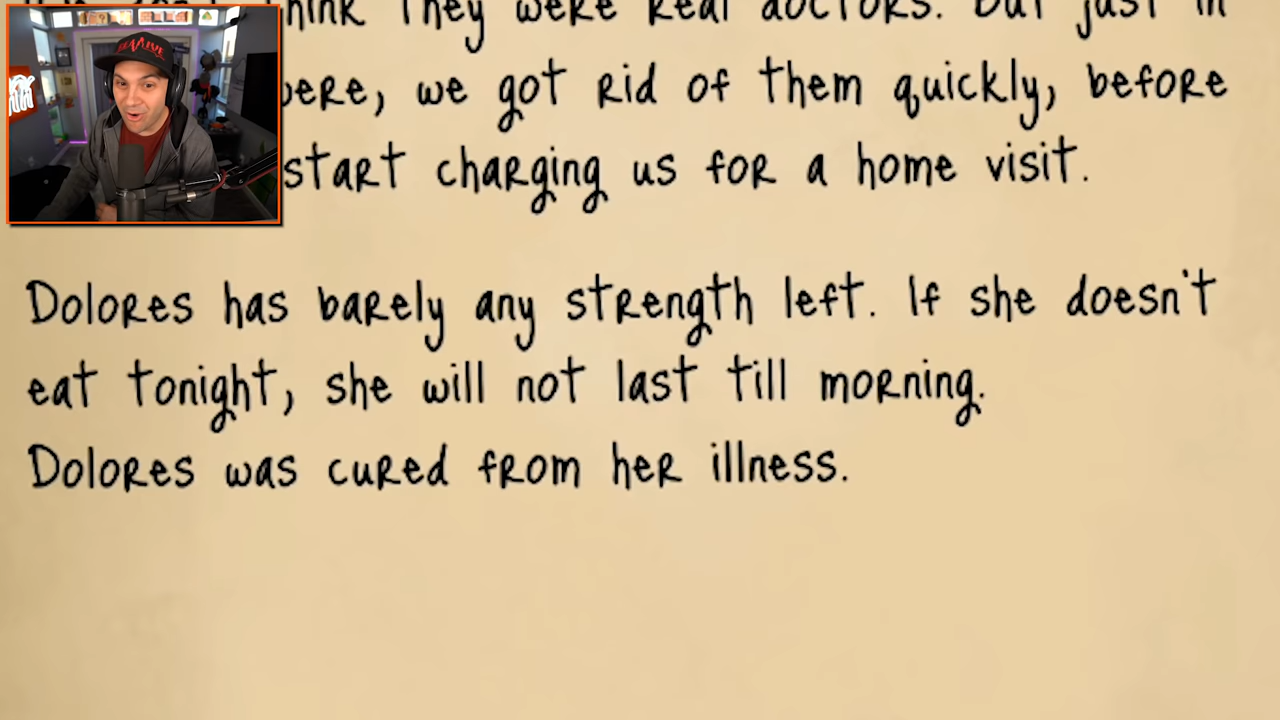 think they were real doctors. But just in
were, we got rid of them quickly, before
start charging us for a home visit.
Dolores has barely any strength left. If she doesn't
eat tonight, she will not last till morning.
Dolores was cured from her illness.